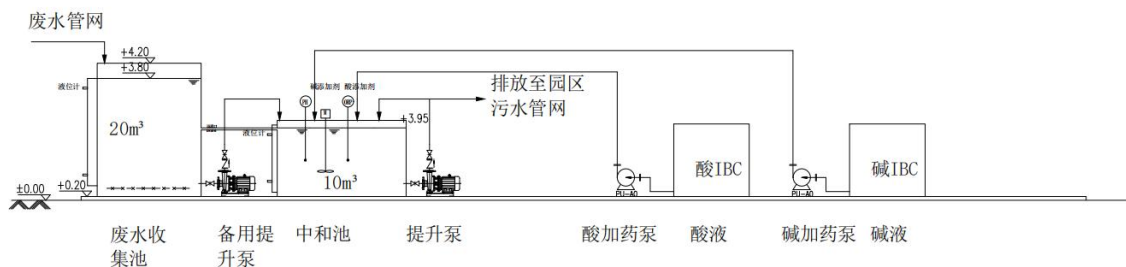 废水管网
+4.20
+3.80
碱添加剂
酸添加剂
液位计
PH
ORP
M
排放至园区
污水管网
+3.95
20m³
液位计
10m³
酸IBC
碱IBC
±0.00
+0.20
PU-AO
PU-AO
废水收
集池
备用提
升泵
中和池
提升泵
酸加药泵
酸液
碱加药泵
碱液